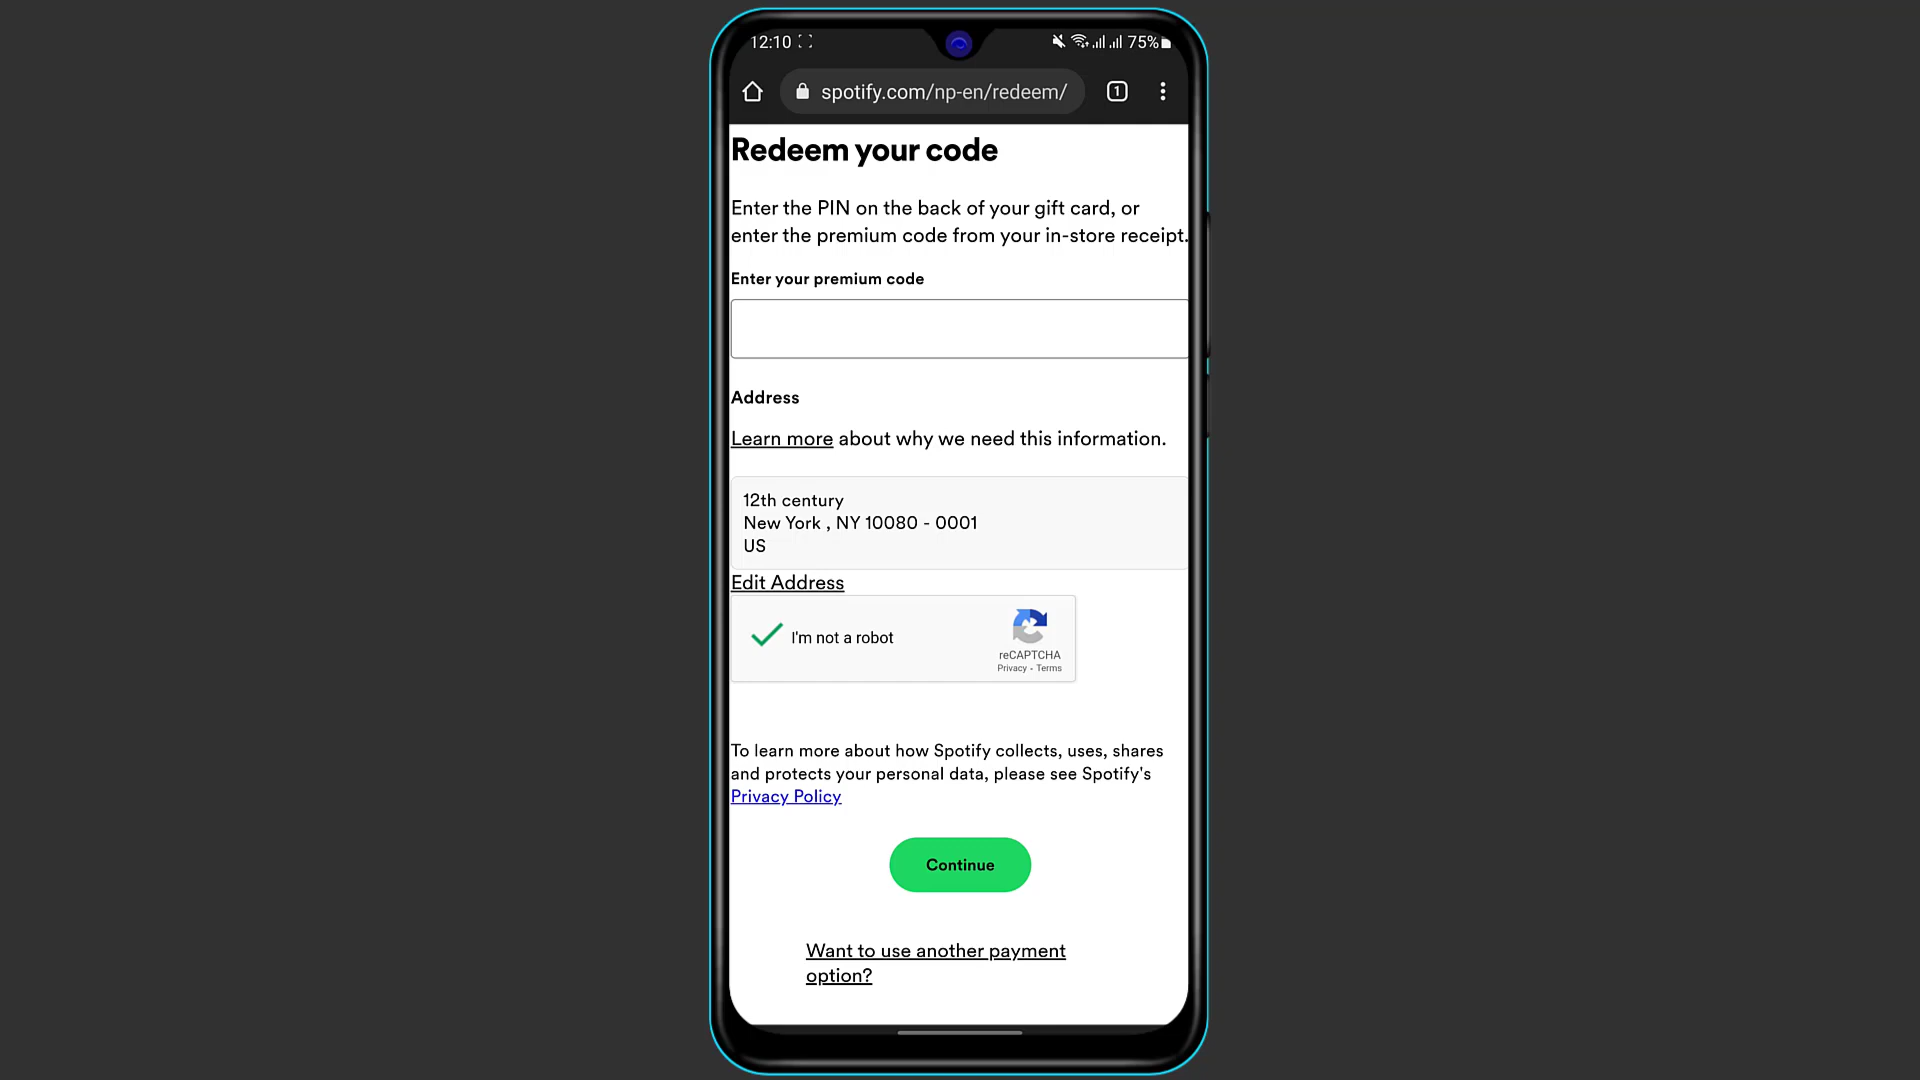 12:10
75%
spotify.com/np-en/redeem/
1
Redeem your code
Enter the PIN on the back of your gift card, or
enter the premium code from your in-store receipt.
Enter your premium code
Address
Learn more about why we need this information.
12th century
New York , NY 10080 - 0001
US
Edit Address
I'm not a robot
reCAPTCHA
Privacy - Terms
To learn more about how Spotify collects, uses, shares
and protects your personal data, please see Spotify's
Privacy Policy
Continue
Want to use another payment
option?